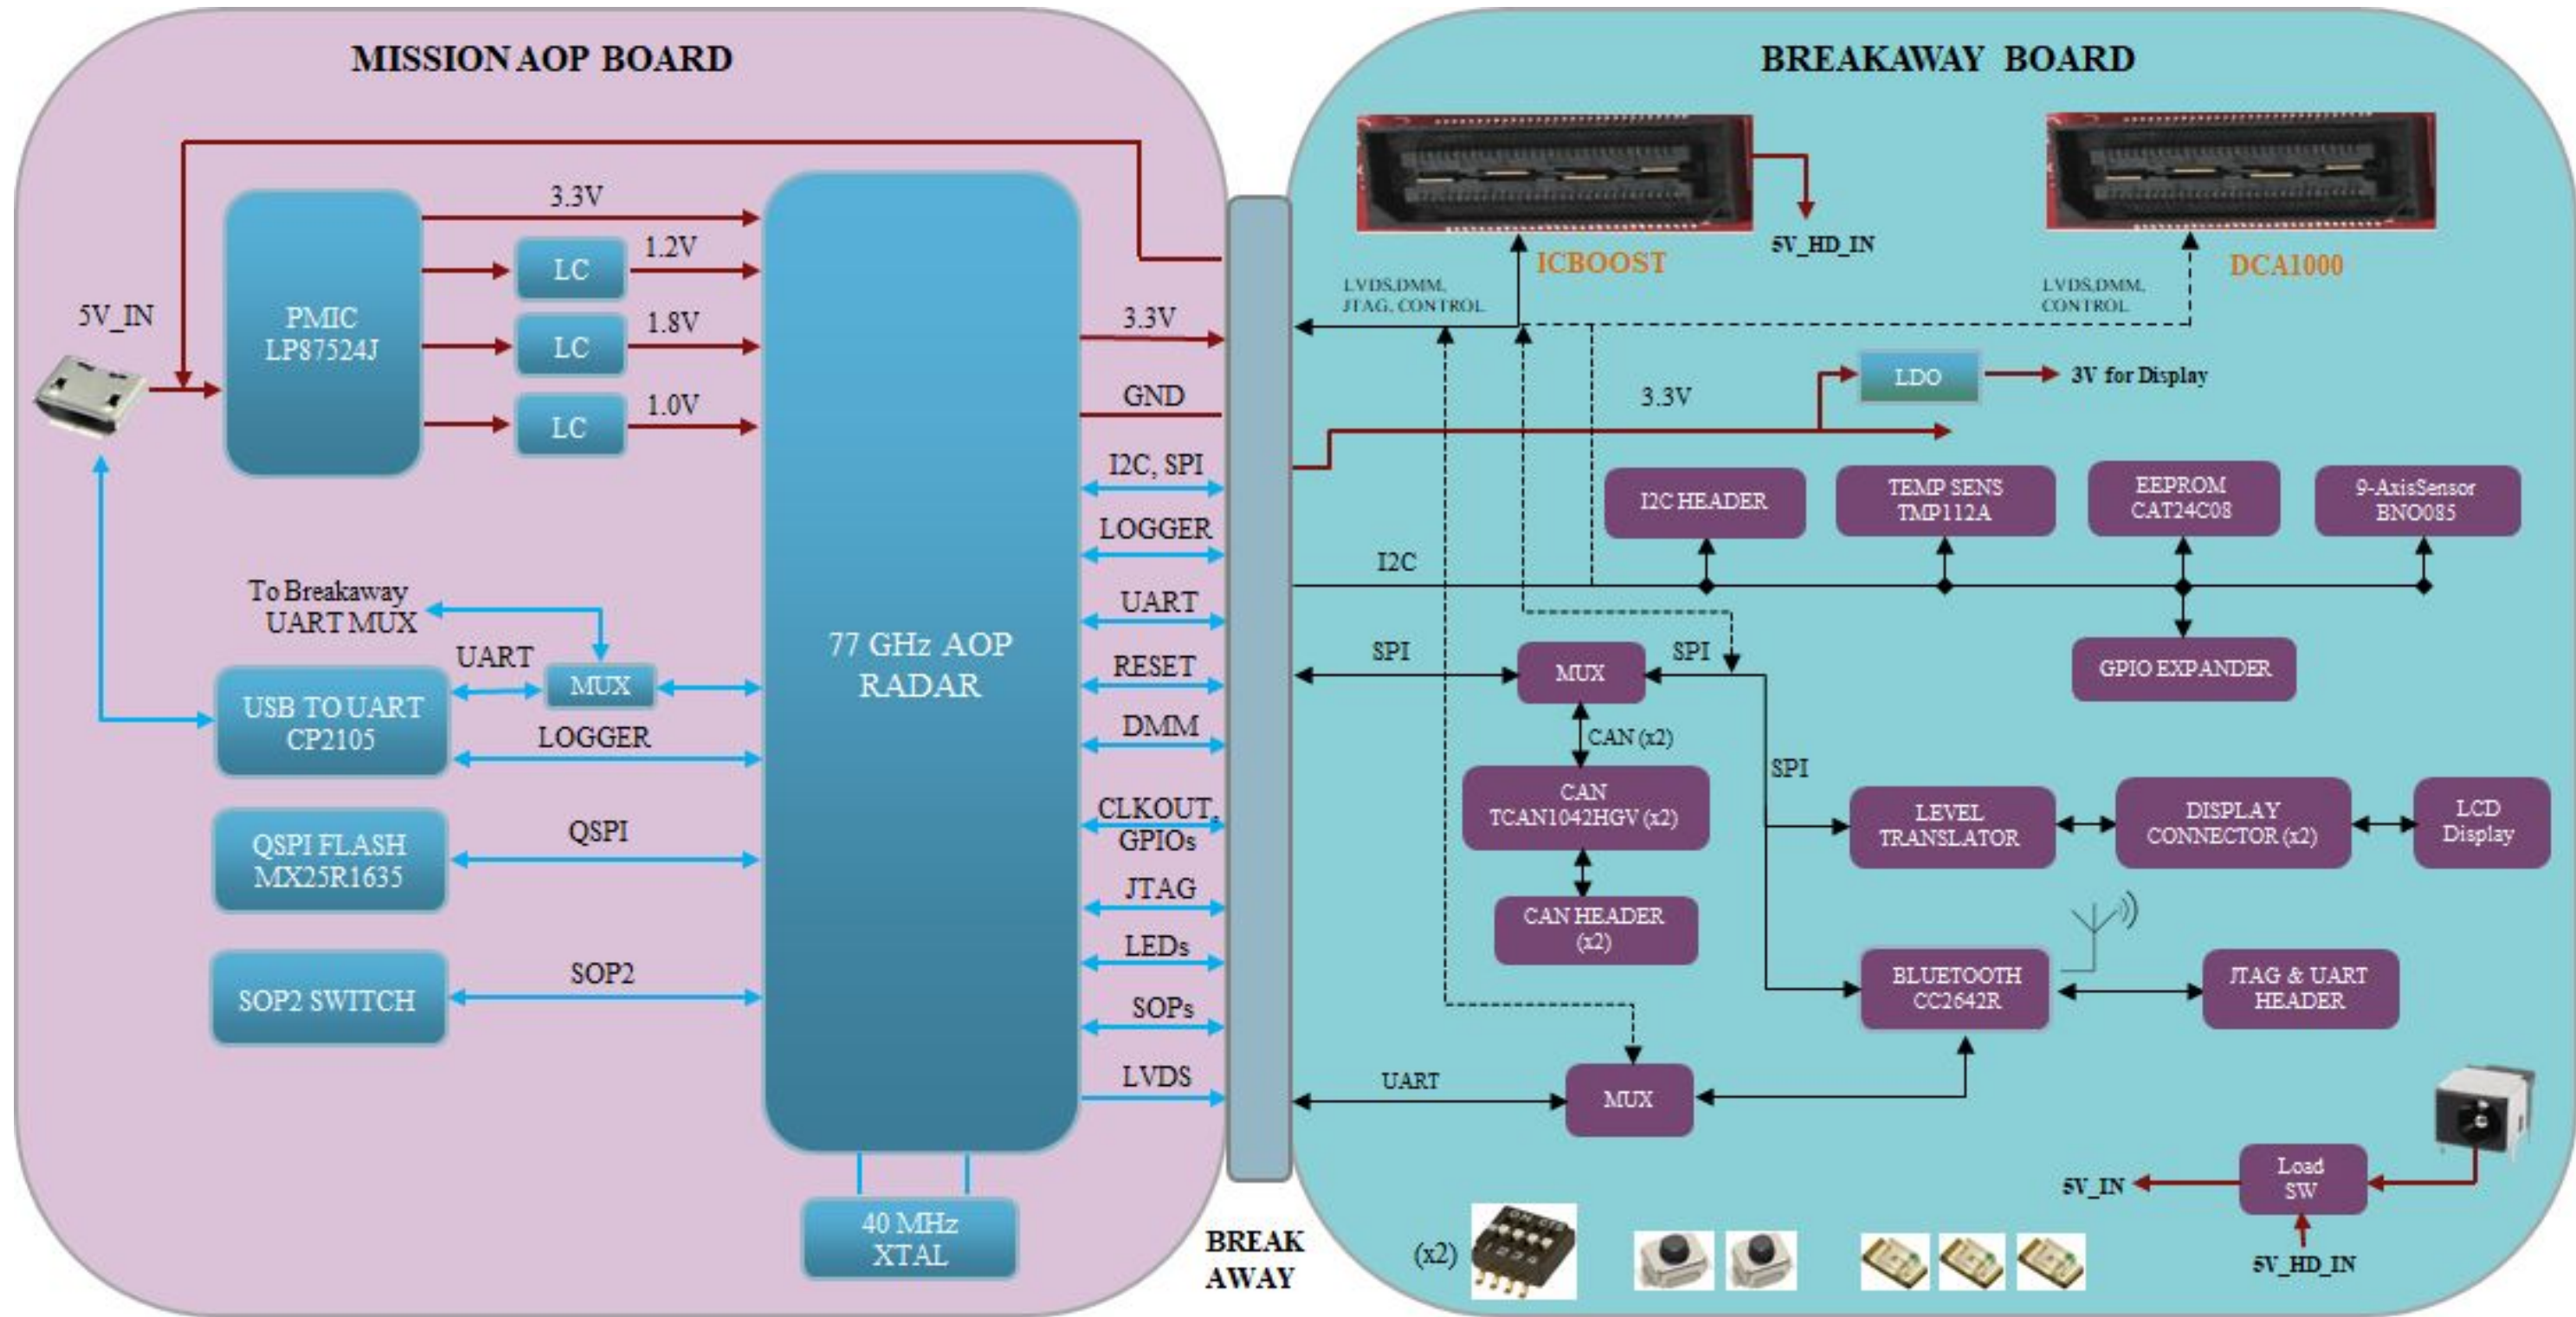 MISSION AOP BOARD
BREAKAWAY BOARD
5V_IN
PMIC
LP87524J
3.3V
LC
1.2V
LC
1.8V
LC
1.0V
To Breakaway
UART MUX
UART
MUX
USB TO UART
CP2105
LOGGER
QSPI FLASH
MX25R1635
QSPI
SOP2 SWITCH
SOP2
77 GHz AOP
RADAR
40 MHz
XTAL
3.3V
GND
I2C, SPI
LOGGER
UART
RESET
DMM
CLKOUT,
GPIOs
JTAG
LEDs
SOPs
LVDS
BREAK
AWAY
ICBOOST
5V_HD_IN
DCA1000
LVDS,DMM,
JTAG, CONTROL
LVDS,DMM,
CONTROL
LDO
3V for Display
3.3V
I2C HEADER
TEMP SENS
TMP112A
EEPROM
CAT24C08
9-AxisSensor
BNO085
I2C
GPIO EXPANDER
SPI
MUX
SPI
CAN (x2)
CAN
TCAN1042HGV (x2)
CAN HEADER
(x2)
SPI
LEVEL
TRANSLATOR
DISPLAY
CONNECTOR (x2)
LCD
Display
BLUETOOTH
CC2642R
JTAG & UART
HEADER
UART
MUX
5V_IN
Load
SW
5V_HD_IN
(x2)